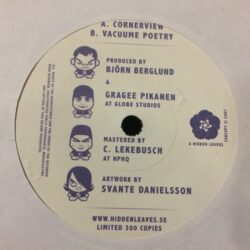 A. CORNERVIEW
B. VACUUME POETRY
PRODUCED BY
BJÖRN BERGLUND
&
GRAGEE PIKANEN
AT GLOBE STUDIOS
MASTERED BY
C. LEKEBUSCH
AT HPHQ
ARTWORK BY
SVANTE DANIELSSON
WWW.HIDDENLEAVES.SE
LIMITED 300 COPIES
HIDDEN LEAVES